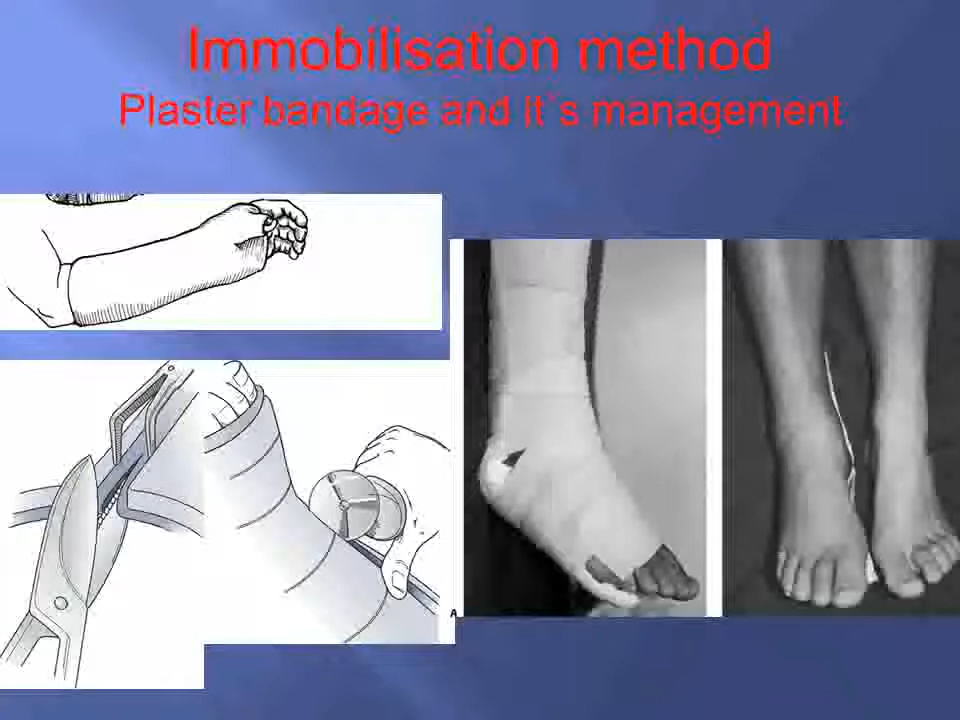 Immobilisation method
Plaster bandage and it`s management
A